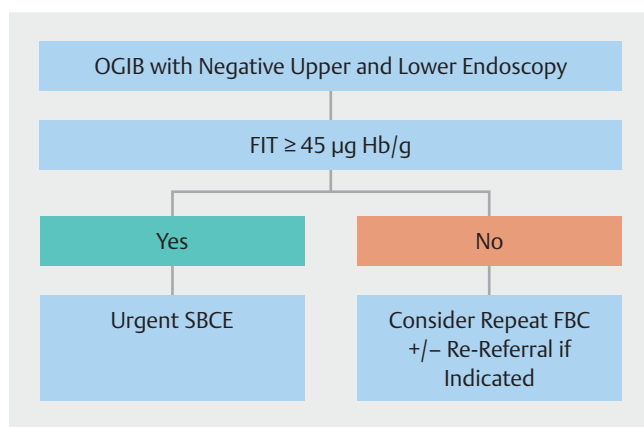 OGIB with Negative Upper and Lower Endoscopy
FIT ≥ 45 µg Hb/g
Yes
No
Urgent SBCE
Consider Repeat FBC
+/− Re-Referral if
Indicated